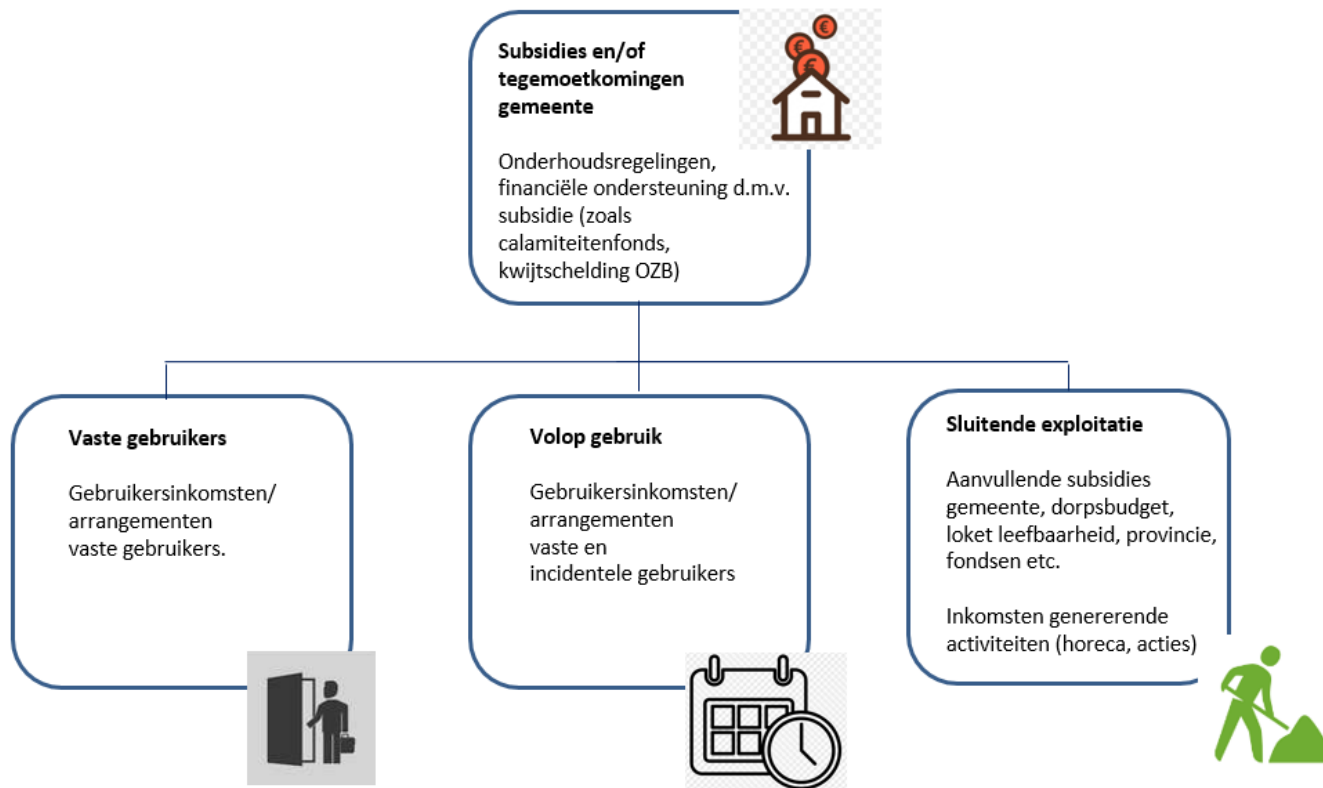 Subsidies en/of
tegemoetkomingen
gemeente
Onderhoudsregelingen,
financiële ondersteuning d.m.v.
subsidie (zoals
calamiteitenfonds,
kwijtschelding OZB)
Vaste gebruikers
Gebruikersinkomsten/
arrangementen
vaste gebruikers.
Volop gebruik
Gebruikersinkomsten/
arrangementen
vaste en
incidentele gebruikers
Sluitende exploitatie
Aanvullende subsidies
gemeente, dorpsbudget,
loket leefbaarheid, provincie,
fondsen etc.
Inkomsten genererende
activiteiten (horeca, acties)